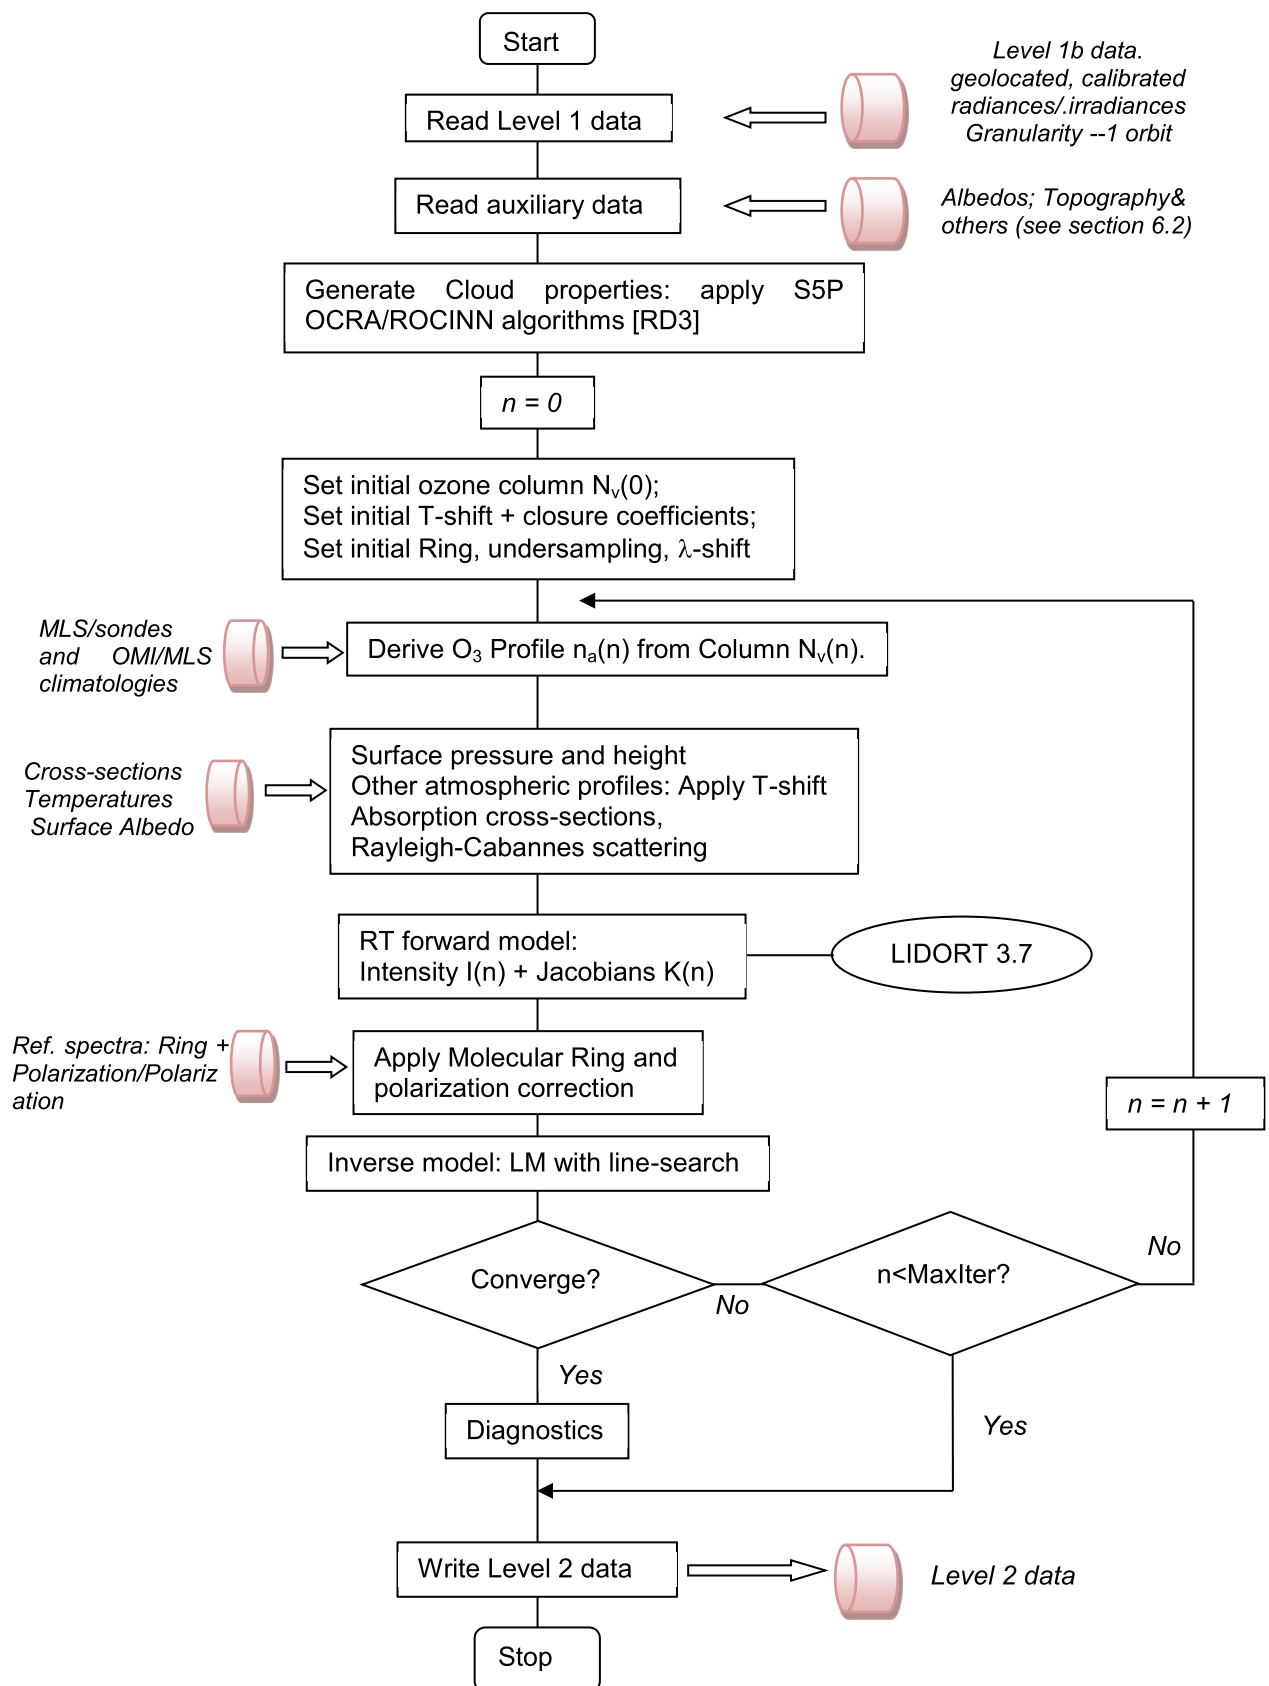 Start
Level 1b data.
geolocated, calibrated
radiances/.irradiances
Granularity --1 orbit
Read Level 1 data
Read auxiliary data
Albedos; Topography&
others (see section 6.2)
Generate Cloud properties: apply S5P
OCRA/ROCINN algorithms [RD3]
n = 0
Set initial ozone column Nv(0);
Set initial T-shift + closure coefficients;
Set initial Ring, undersampling, λ-shift
MLS/sondes
and OMI/MLS
climatologies
Derive O3 Profile na(n) from Column Nv(n).
Cross-sections
Temperatures
Surface Albedo
Surface pressure and height
Other atmospheric profiles: Apply T-shift
Absorption cross-sections,
Rayleigh-Cabannes scattering
RT forward model:
Intensity I(n) + Jacobians K(n)
LIDORT 3.7
Ref. spectra: Ring +
Polarization/Polariz
ation
Apply Molecular Ring and
polarization correction
n = n + 1
Inverse model: LM with line-search
Converge?
No
n<MaxIter?
No
Yes
Yes
Diagnostics
Write Level 2 data
Level 2 data
Stop